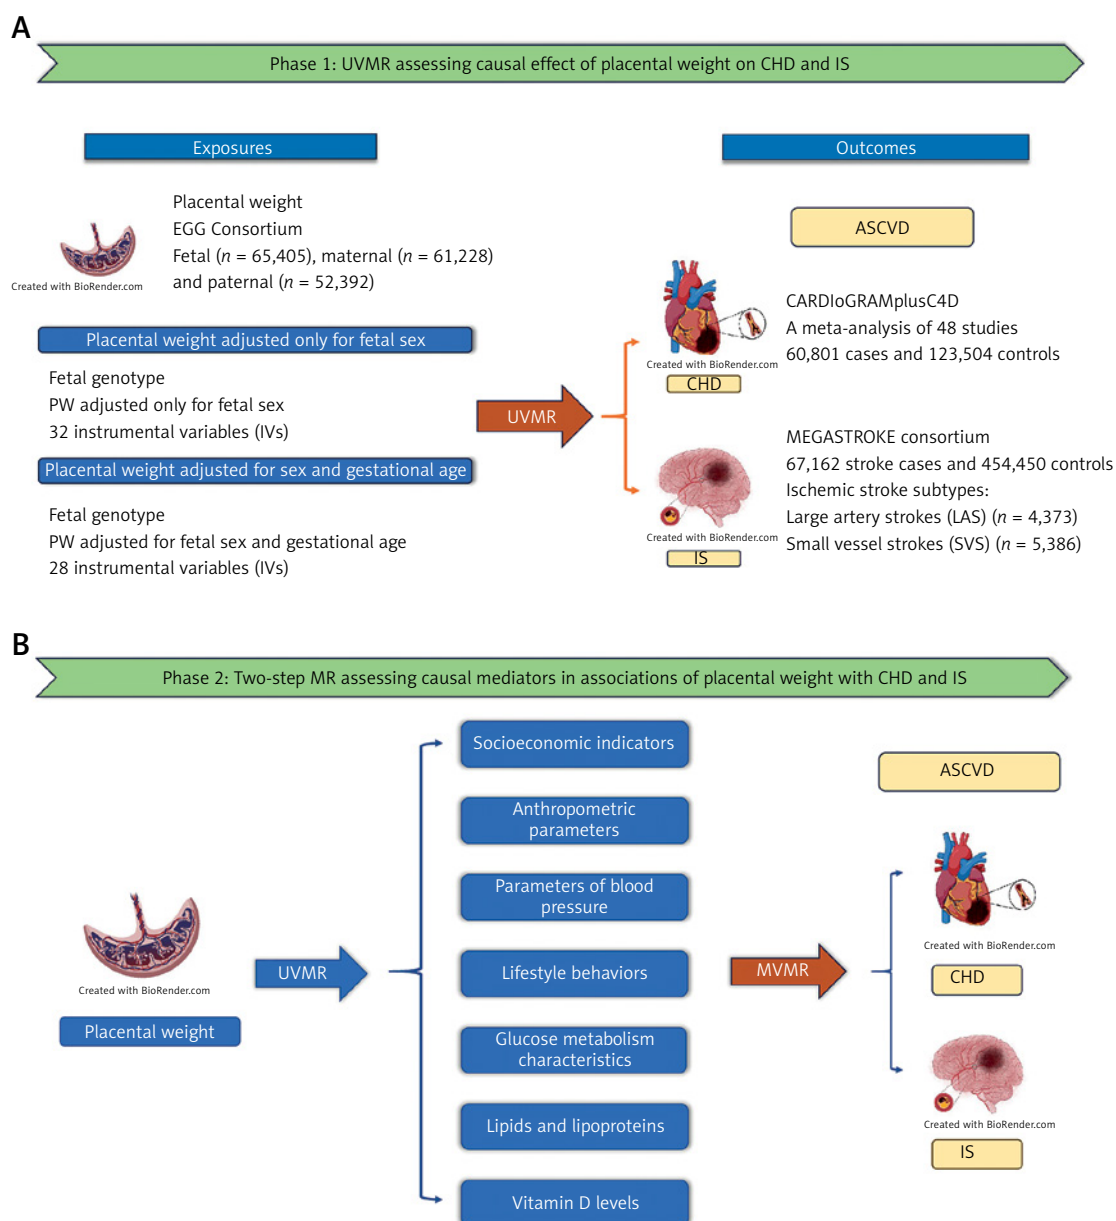 A
Phase 1: UVMR assessing causal effect of placental weight on CHD and IS
Exposures
Placental weight
EGG Consortium
Fetal (n = 65,405), maternal (n = 61,228)
and paternal (n = 52,392)
Created with BioRender.com
Placental weight adjusted only for fetal sex
Fetal genotype
PW adjusted only for fetal sex
32 instrumental variables (IVs)
Placental weight adjusted for sex and gestational age
Fetal genotype
PW adjusted for fetal sex and gestational age
28 instrumental variables (IVs)
UVMR
Outcomes
ASCVD
CARDIoGRAMplusC4D
A meta-analysis of 48 studies
60,801 cases and 123,504 controls
Created with BioRender.com
CHD
MEGASTROKE consortium
67,162 stroke cases and 454,450 controls
Ischemic stroke subtypes:
Large artery strokes (LAS) (n = 4,373)
Small vessel strokes (SVS) (n = 5,386)
Created with BioRender.com
IS
B
Phase 2: Two-step MR assessing causal mediators in associations of placental weight with CHD and IS
Created with BioRender.com
Placental weight
UVMR
Socioeconomic indicators
Anthropometric
parameters
Parameters of blood
pressure
Lifestyle behaviors
Glucose metabolism
characteristics
Lipids and lipoproteins
Vitamin D levels
MVMR
ASCVD
Created with BioRender.com
CHD
Created with BioRender.com
IS